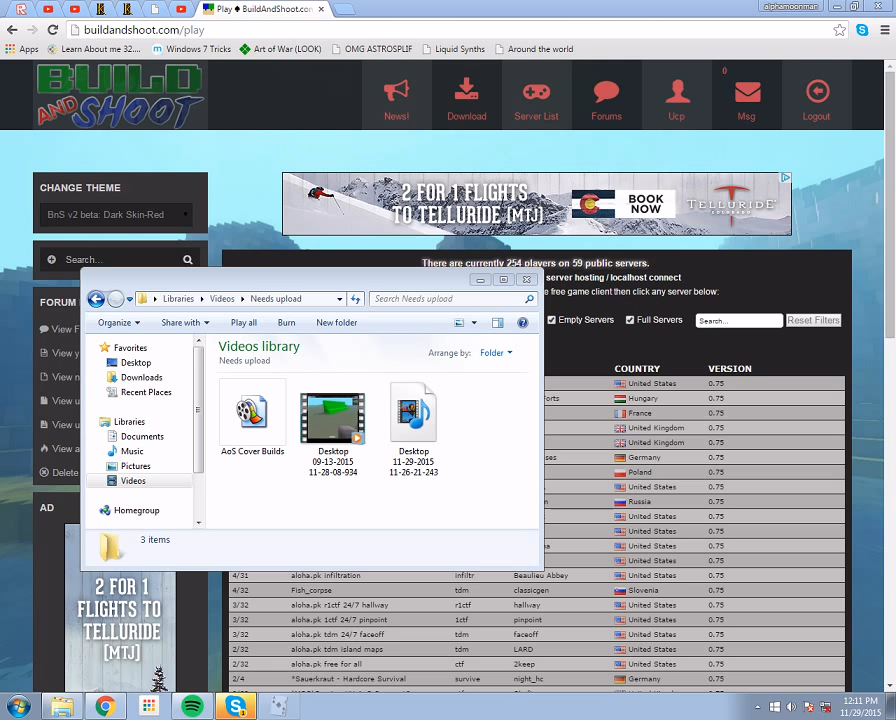 Play ♠ BuildAndShoot.com
alphamoonman
buildandshoot.com/play
Apps
Learn About me 32....
Windows 7 Tricks
Art of War (LOOK)
OMG ASTROSPLIF
Liquid Synths
Around the world
BUILD
AND SHOOT
News!
Download
Server List
Forums
Ucp
0
Msg
Logout
CHANGE THEME
BnS v2 beta: Dark Skin-Red
2 FOR 1 FLIGHTS
TO TELLURIDE [MTJ]
BOOK
NOW
TELLURIDE
COLORADO
Search...
There are currently 254 players on 59 public servers.
server hosting / localhost connect
free game client then click any server below:
Empty Servers
Full Servers
Search...
Reset Filters
FORUM
View F
View y
View n
View u
View u
View a
Delete
AD
Libraries
Videos
Needs upload
Search Needs upload
Organize
Share with
Play all
Burn
New folder
Favorites
Desktop
Downloads
Recent Places
Libraries
Documents
Music
Pictures
Videos
Homegroup
Videos library
Needs upload
Arrange by:
Folder
AoS Cover Builds
Desktop
09-13-2015
11-28-08-934
Desktop
11-29-2015
11-26-21-243
3 items
COUNTRY VERSION
United States 0.75
orts Hungary 0.75
France 0.75
United Kingdom 0.75
United Kingdom 0.75
ses Germany 0.75
Poland 0.75
United States 0.75
Russia 0.75
United States 0.75
United States 0.75
na United States 0.75
United States 0.75
4/31 aloha.pk infiltration infiltr Beaulieu Abbey United States 0.75
4/32 Fish_corpse tdm classicgen Slovenia 0.75
3/32 aloha.pk r1ctf 24/7 hallway r1ctf hallway United States 0.75
3/32 aloha.pk 1ctf 24/7 pinpoint 1ctf pinpoint United States 0.75
3/32 aloha.pk tdm 24/7 faceoff tdm faceoff United States 0.75
2/32 aloha.pk tdm island maps tdm LARD United States 0.75
2/32 aloha.pk free for all ctf 2keep United States 0.75
2/4 *Sauerkraut - Hardcore Survival survive night_hc Germany 0.75
2 FOR 1
FLIGHTS TO
TELLURIDE
[MTJ]
12:11 PM
11/29/2015